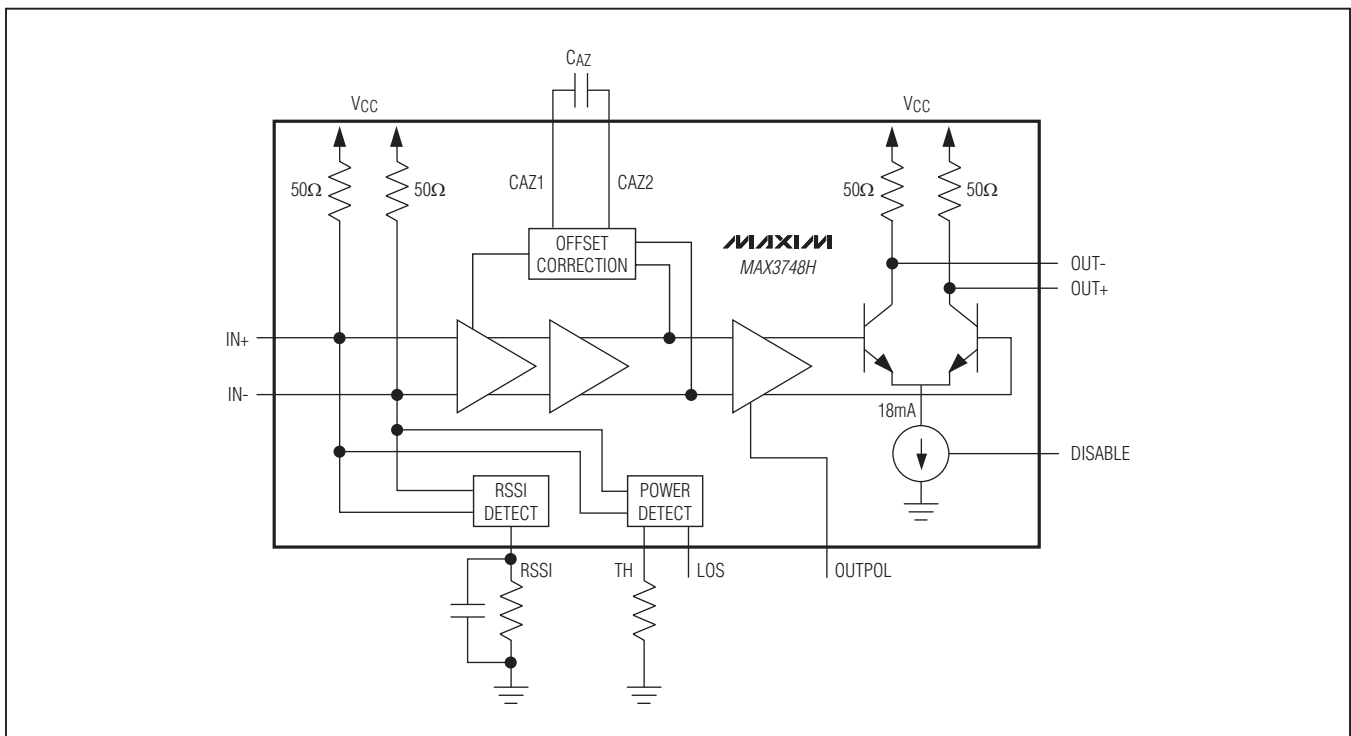 CAZ
VCC
VCC
50Ω
50Ω
CAZ1
CAZ2
50Ω
50Ω
OFFSET
CORRECTION
MAXIM
MAX3748H
OUT-
OUT+
IN+
IN-
18mA
DISABLE
RSSI
DETECT
POWER
DETECT
RSSI
TH
LOS
OUTPOL